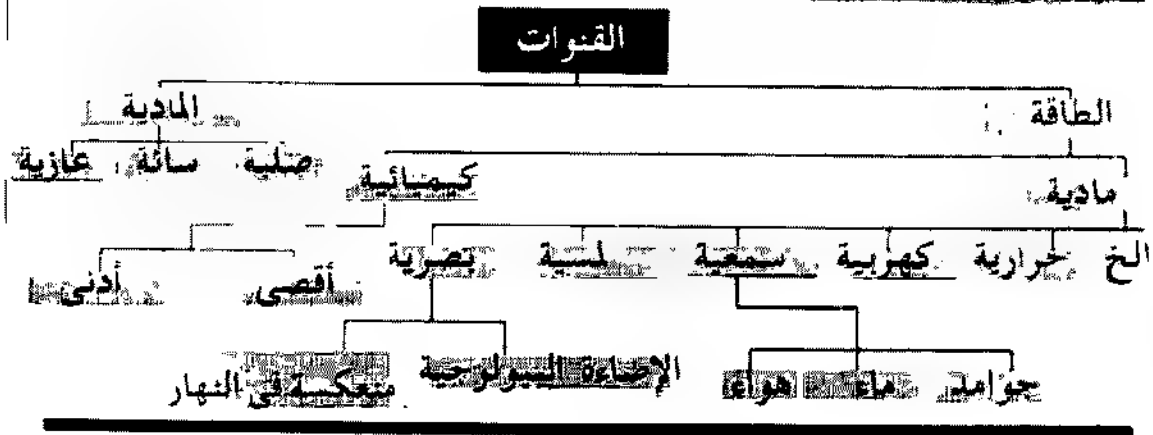 القنوات
الطاقة المادية
صلبة سائلة غازية
مادية كيميائية
الخ حرارية كهربية سمعية لمسية بصرية
أقصى أدنى
جوامد ماء هواء الإضاءة البيولوجية منعكسة في النهار